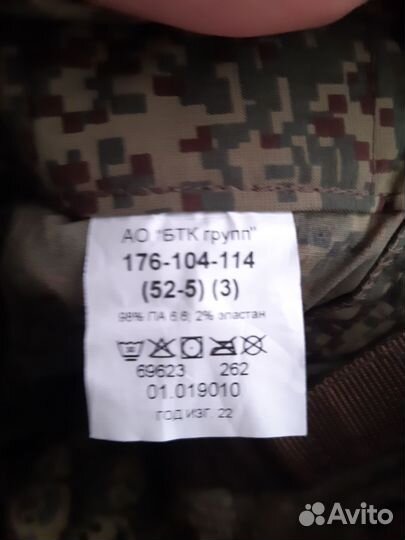 АО "БТК групп"
176-104-114
(52-5) (3)
98% ПА 6.6; 2% эластан
69623 262
01.019010
ГОД ИЗГ. 22
Avito